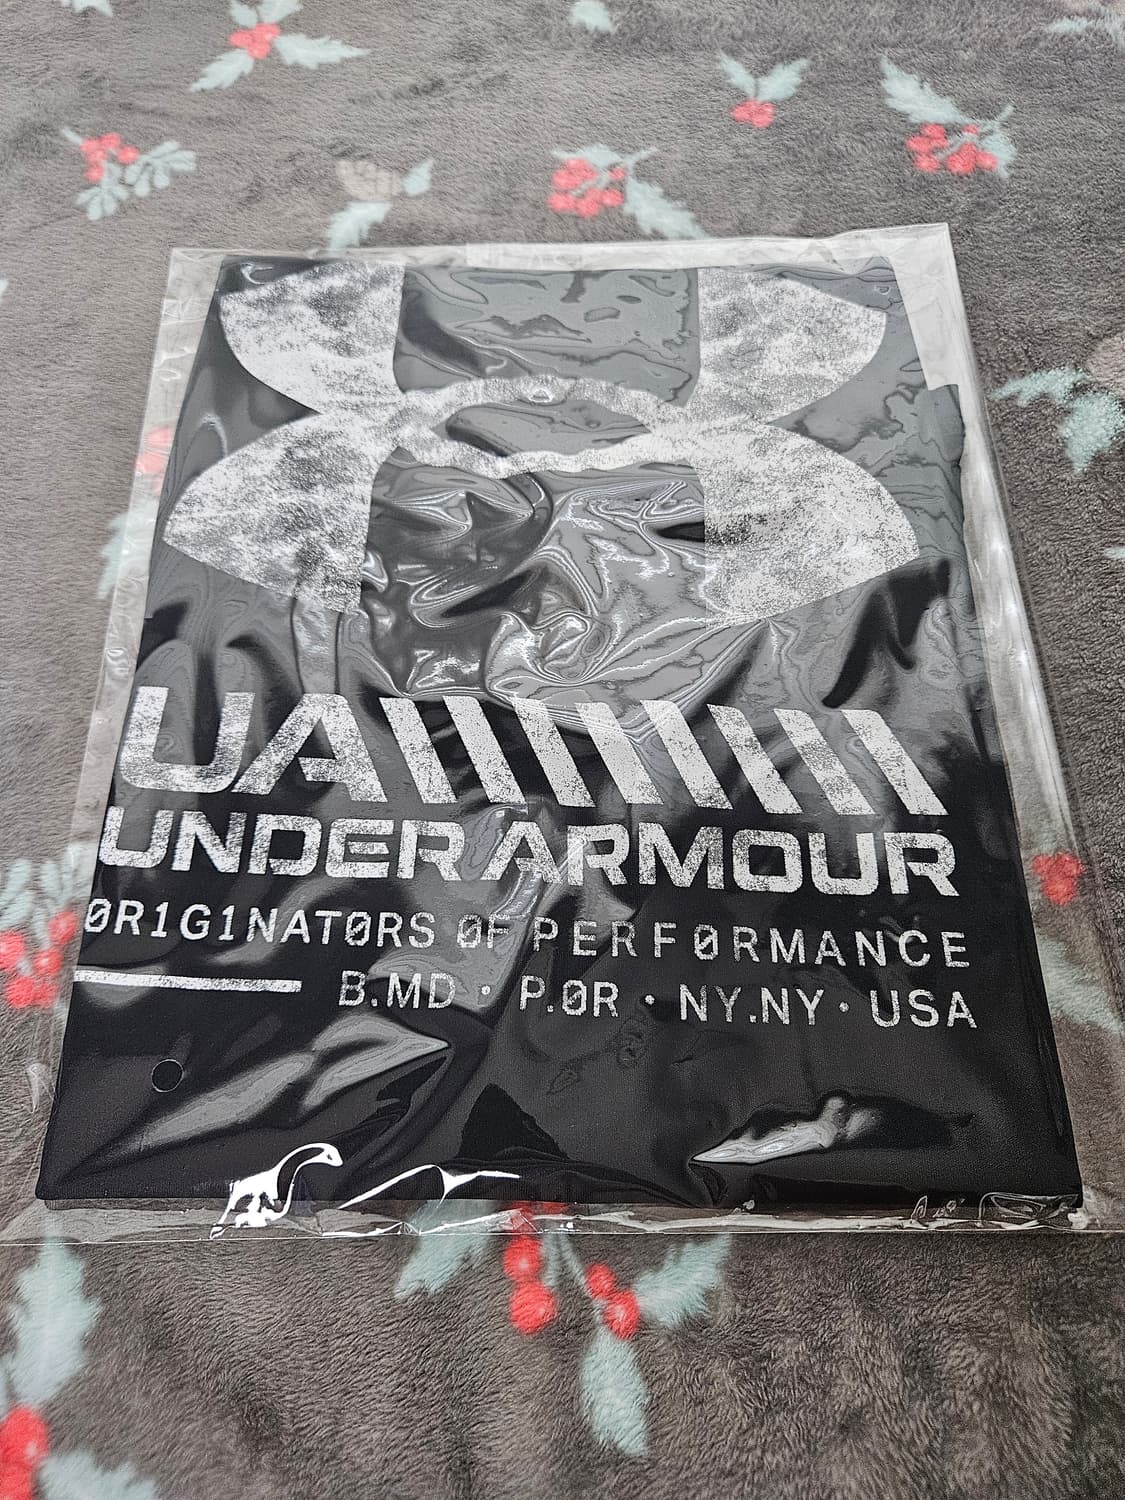 UA
UNDER ARMOUR
0R1G1NAT0RS 0F PERF0RMANCE
B.MD · P.0R · NY.NY · USA